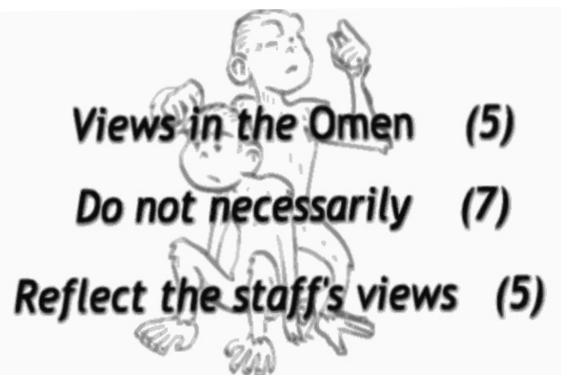 Views in the Omen (5)
Do not necessarily (7)
Reflect the staff's views (5)